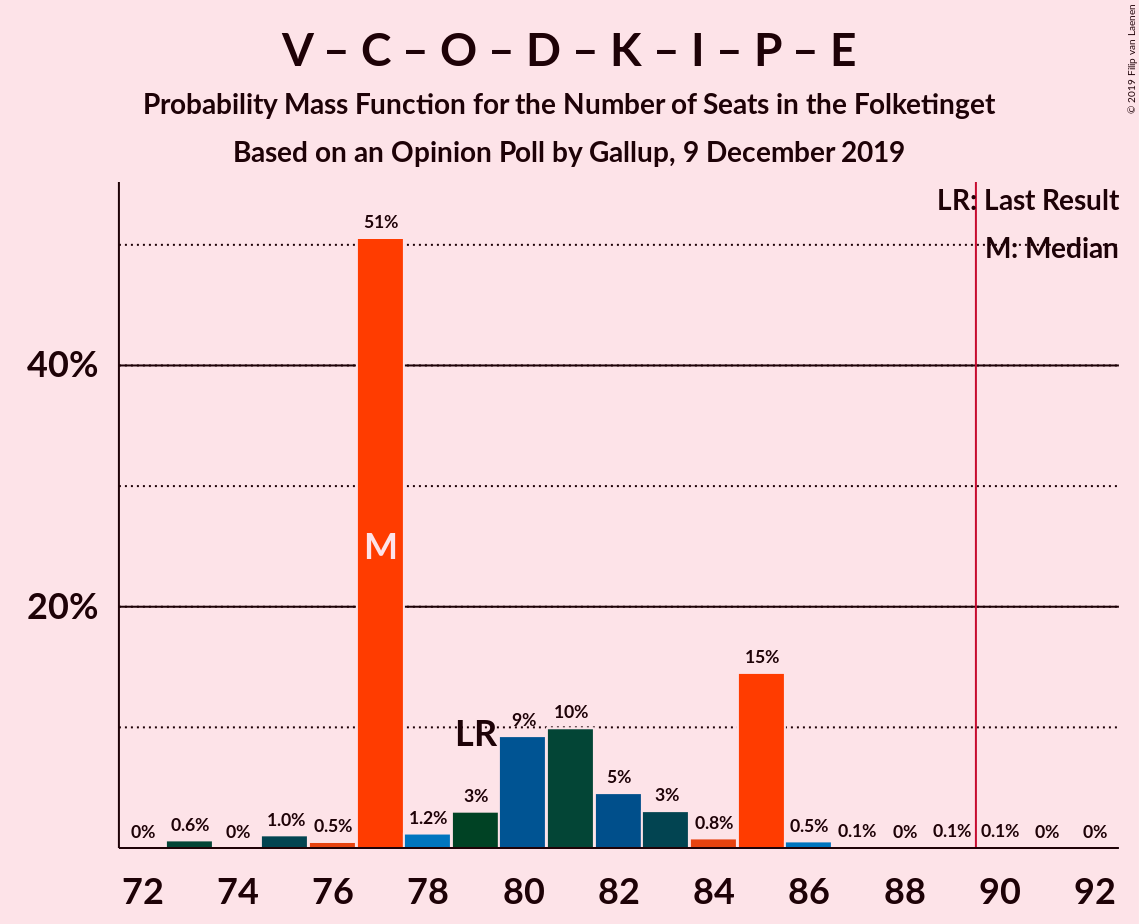 V – C – O – D – K – I – P – E
Probability Mass Function for the Number of Seats in the Folketinget
Based on an Opinion Poll by Gallup, 9 December 2019
© 2019 Filip van Laenen
LR: Last Result
M: Median
40%
20%
0%
0.6%
0%
1.0%
0.5%
51%
M
1.2%
3%
LR
9%
10%
5%
3%
0.8%
15%
0.5%
0.1%
0%
0.1%
0.1%
0%
0%
72 74 76 78 80 82 84 86 88 90 92